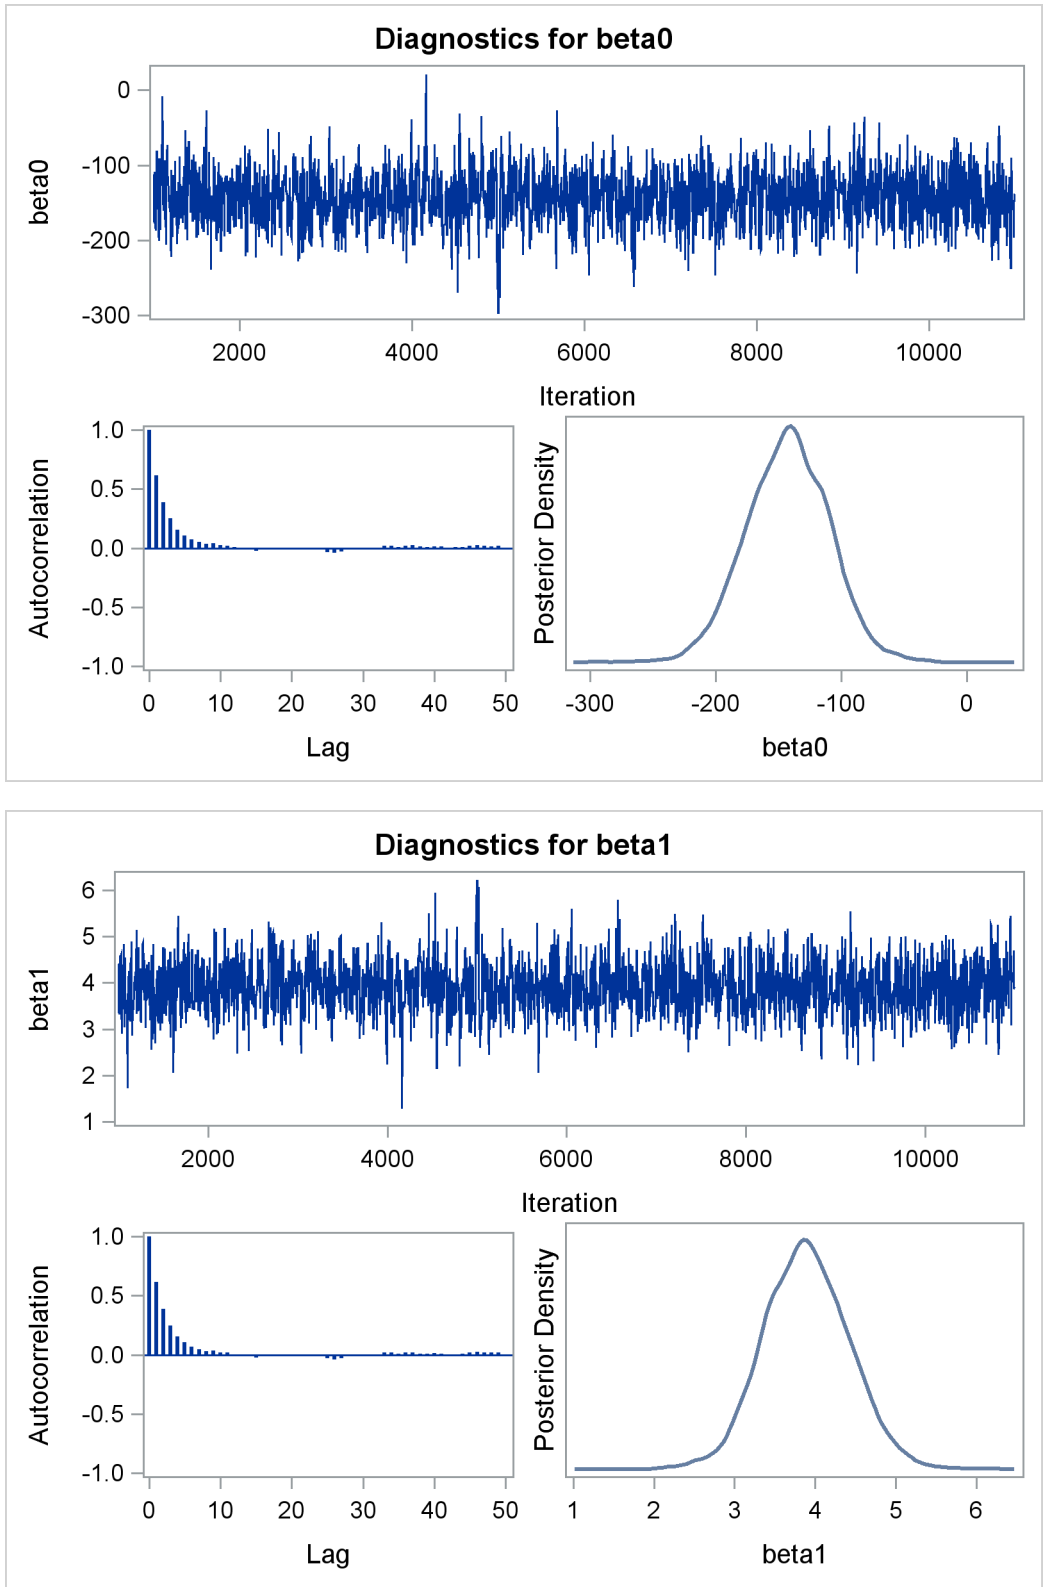 Diagnostics for beta0
beta0
0
-100
-200
-300
2000 4000 6000 8000 10000
Iteration
Autocorrelation
1.0
0.5
0.0
-0.5
-1.0
0 10 20 30 40 50
Lag
Posterior Density
-300 -200 -100 0
beta0
Diagnostics for beta1
beta1
6
5
4
3
2
1
2000 4000 6000 8000 10000
Iteration
Autocorrelation
1.0
0.5
0.0
-0.5
-1.0
0 10 20 30 40 50
Lag
Posterior Density
1 2 3 4 5 6
beta1